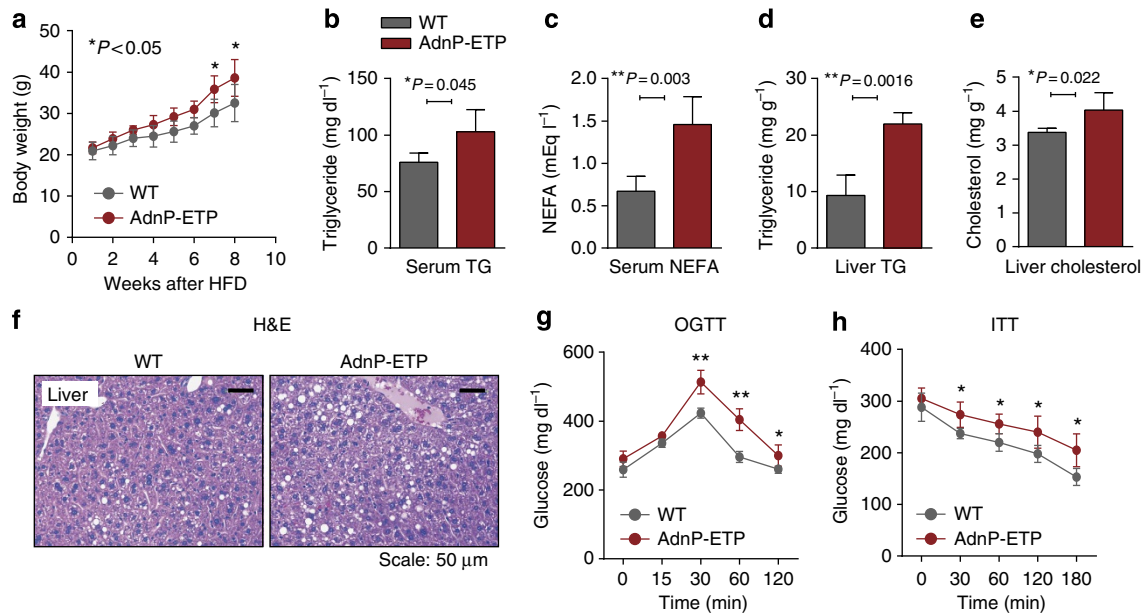 a
*P<0.05
Body weight (g)
50
40
30
20
10
0
0 2 4 6 8 10
* *
WT
AdnP-ETP
Weeks after HFD
b
WT
AdnP-ETP
*P=0.045
Triglyceride (mg dl⁻¹)
150
100
50
0
Serum TG
c
**P=0.003
NEFA (mEq l⁻¹)
2.0
1.5
1.0
0.5
0.0
Serum NEFA
d
**P=0.0016
Triglyceride (mg g⁻¹)
30
20
10
0
Liver TG
e
*P=0.022
Cholesterol (mg g⁻¹)
5
4
3
2
1
0
Liver cholesterol
f
H&E
WT AdnP-ETP
Liver
Scale: 50 μm
g
OGTT
Glucose (mg dl⁻¹)
600
400
200
0
** ** *
WT
AdnP-ETP
0 15 30 60 120
Time (min)
h
ITT
Glucose (mg dl⁻¹)
400
300
200
100
0
* * * *
WT
AdnP-ETP
0 30 60 120 180
Time (min)